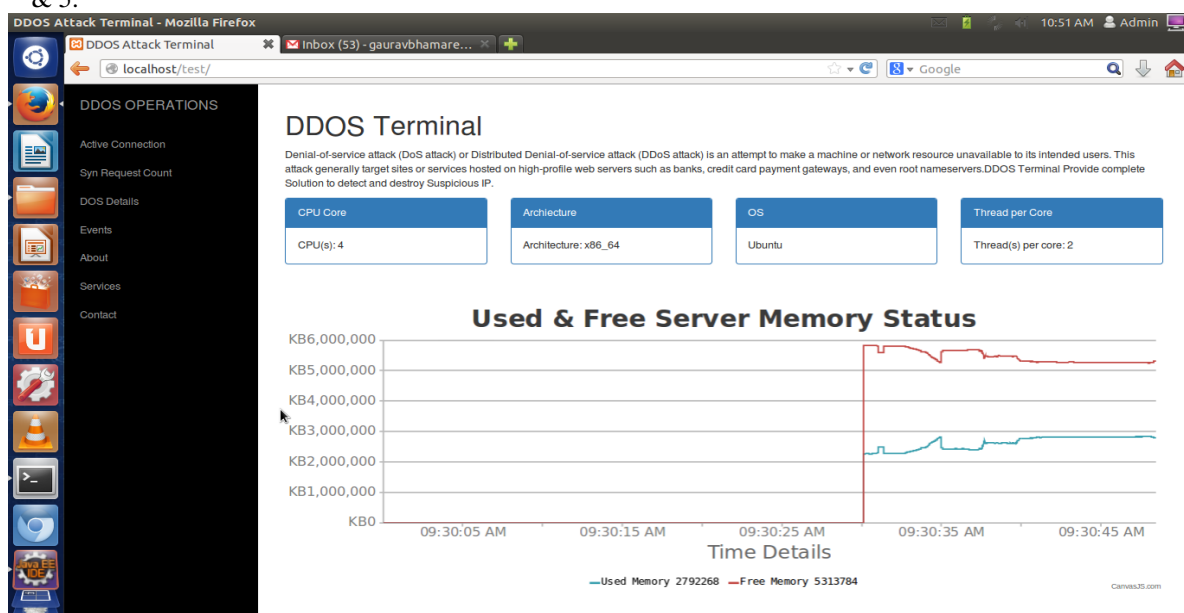 & 5.
DDOS Attack Terminal - Mozilla Firefox
10:51 AM Admin
DDOS Attack Terminal
Inbox (53) - gauravbhamare...
localhost/test/
Google
DDOS OPERATIONS
Active Connection
Syn Request Count
DOS Details
Events
About
Services
Contact
DDOS Terminal
Denial-of-service attack (DoS attack) or Distributed Denial-of-service attack (DDoS attack) is an attempt to make a machine or network resource unavailable to its intended users. This
attack generally target sites or services hosted on high-profile web servers such as banks, credit card payment gateways, and even root nameservers.DDOS Terminal Provide complete
Solution to detect and destroy Suspicious IP.
CPU Core
CPU(s): 4
Archiecture
Architecture: x86_64
OS
Ubuntu
Thread per Core
Thread(s) per core: 2
Used & Free Server Memory Status
KB6,000,000
KB5,000,000
KB4,000,000
KB3,000,000
KB2,000,000
KB1,000,000
KB0
09:30:05 AM 09:30:15 AM 09:30:25 AM 09:30:35 AM 09:30:45 AM
Time Details
Used Memory 2792268 Free Memory 5313784
CanvasJS.com
Java EE
IDE